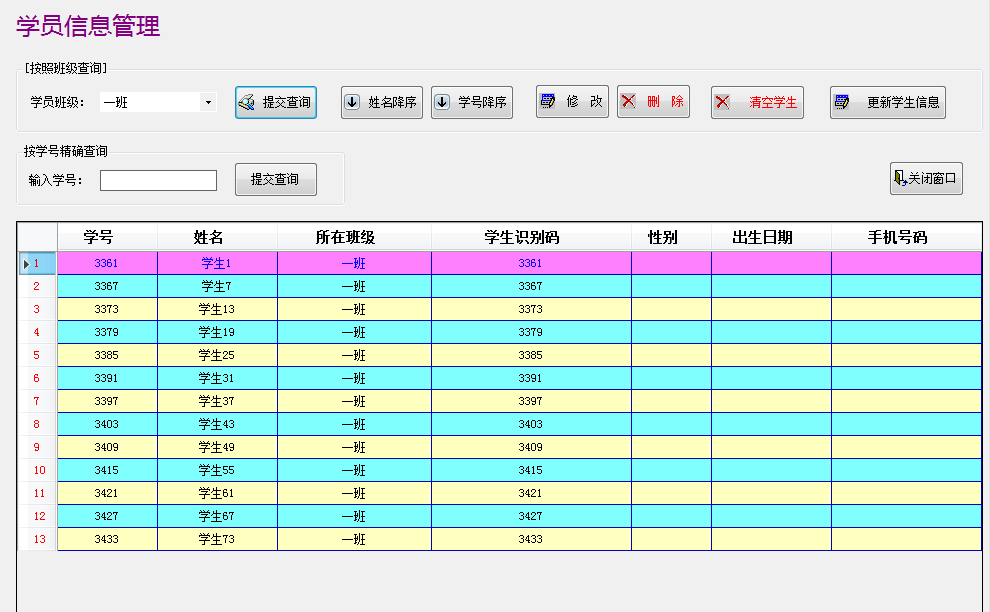 学员信息管理
[按照班级查询]
学员班级： 一班 提交查询 姓名降序 学号降序 修 改 删 除 清空学生 更新学生信息
按学号精确查询
输入学号： 提交查询 关闭窗口
学号 姓名 所在班级 学生识别码 性别 出生日期 手机号码
1 3361 学生1 一班 3361
2 3367 学生7 一班 3367
3 3373 学生13 一班 3373
4 3379 学生19 一班 3379
5 3385 学生25 一班 3385
6 3391 学生31 一班 3391
7 3397 学生37 一班 3397
8 3403 学生43 一班 3403
9 3409 学生49 一班 3409
10 3415 学生55 一班 3415
11 3421 学生61 一班 3421
12 3427 学生67 一班 3427
13 3433 学生73 一班 3433